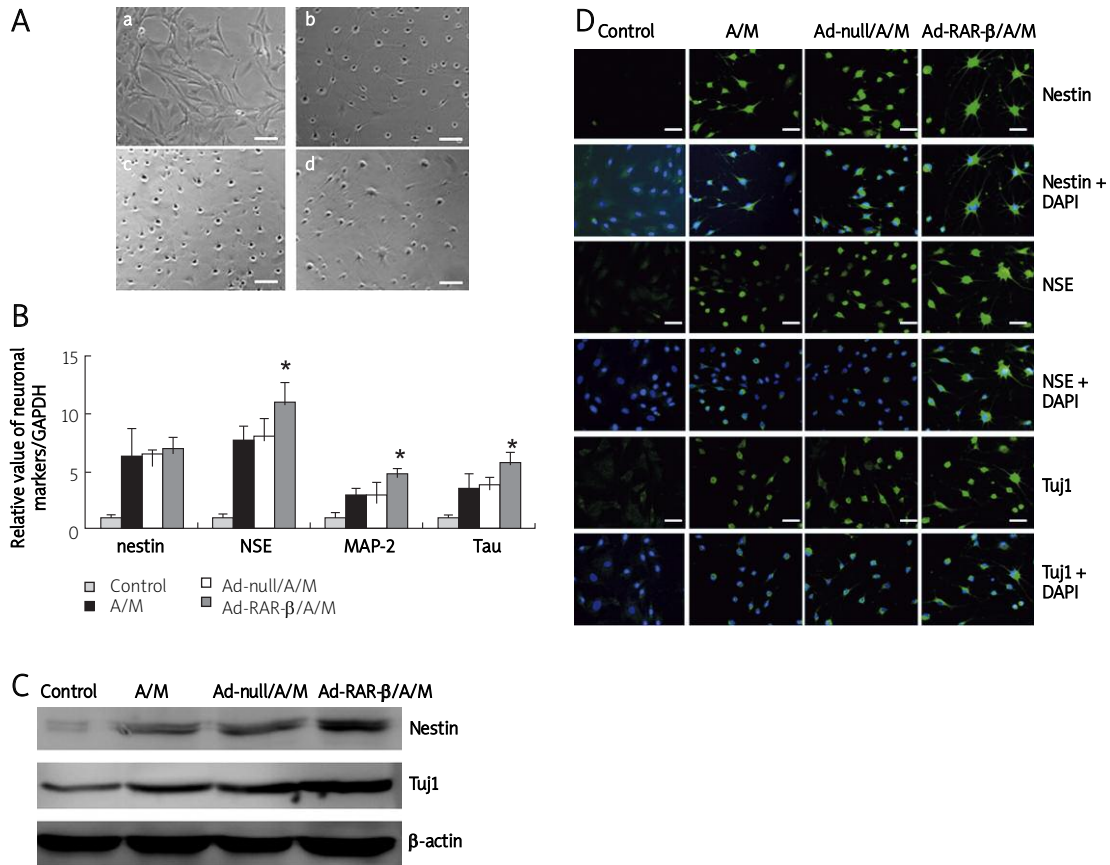 A
a
b
c
d
B
Relative value of neuronal
markers/GAPDH
15
10
5
0
*
*
*
nestin
NSE
MAP-2
Tau
Control
A/M
Ad-null/A/M
Ad-RAR-β/A/M
C
Control A/M Ad-null/A/M Ad-RAR-β/A/M
Nestin
Tuj1
β-actin
D
Control A/M Ad-null/A/M Ad-RAR-β/A/M
Nestin
Nestin +
DAPI
NSE
NSE +
DAPI
Tuj1
Tuj1 +
DAPI